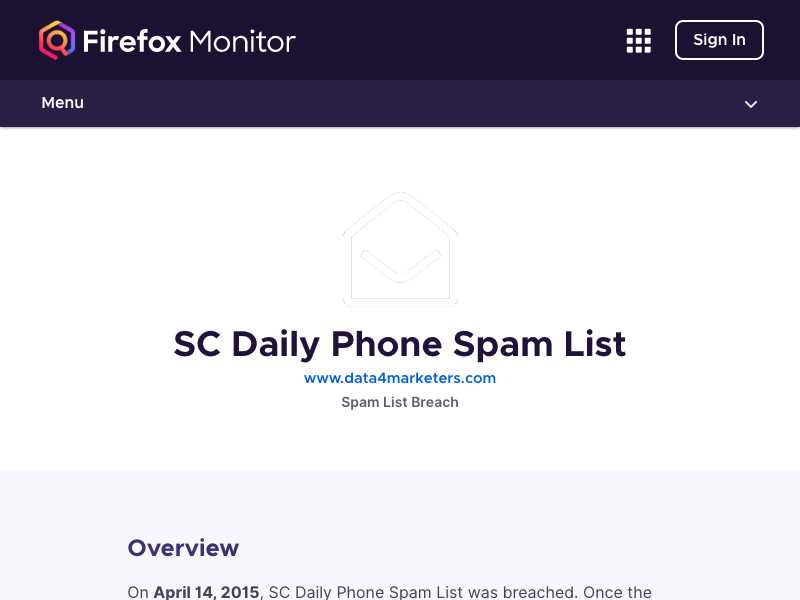 Firefox Monitor
Sign In
Menu
SC Daily Phone Spam List
www.data4marketers.com
Spam List Breach
Overview
On April 14, 2015, SC Daily Phone Spam List was breached. Once the